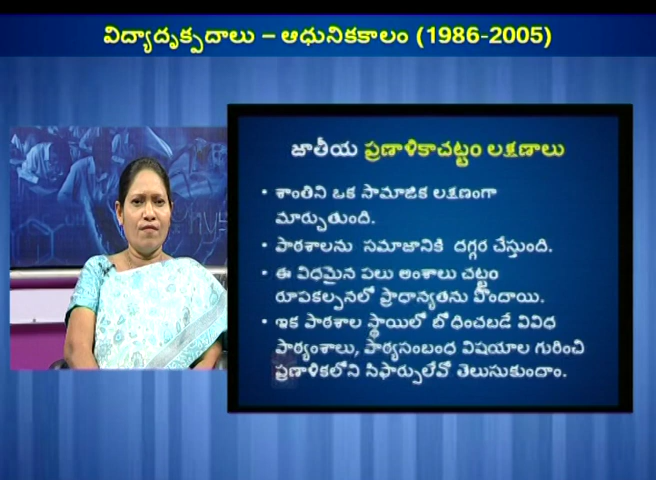 విద్యాదృక్పదాలు – ఆధునికకాలం (1986-2005)
జాతీయ ప్రణాళికాచట్టం లక్షణాలు
• శాంతిని ఒక సామాజిక లక్షణంగా
మార్చుతుంది.
• పాఠశాలను సమాజానికి దగ్గర చేస్తుంది.
• ఈ విధమైన పలు అంశాలు చట్టం
రూపకల్పనలో ప్రాధాన్యతను పొందాయి.
• ఇక పాఠశాల స్థాయిలో బోధించబడే వివిధ
పాఠ్యాంశాలు, పాఠ్యసంబంధ విషయాల గురించి
ప్రణాళికలోని సిఫార్సులేవో తెలుసుకుందాం.